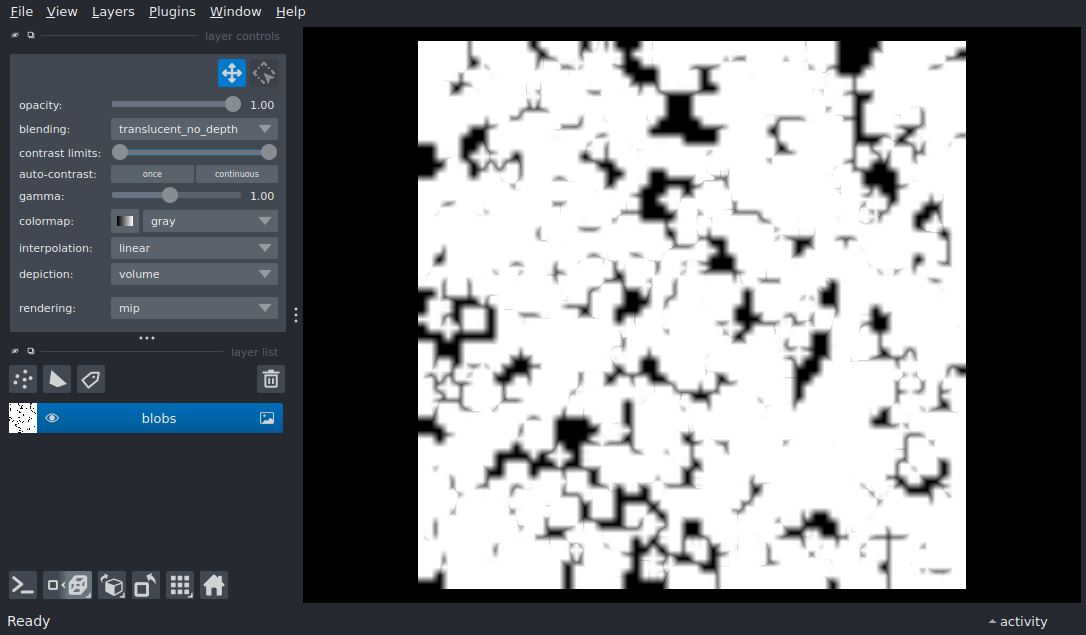 File View Layers Plugins Window Help
layer controls
opacity: 1.00
blending: translucent_no_depth
contrast limits:
auto-contrast: once continuous
gamma: 1.00
colormap: gray
interpolation: linear
depiction: volume
rendering: mip
layer list
blobs
Ready activity